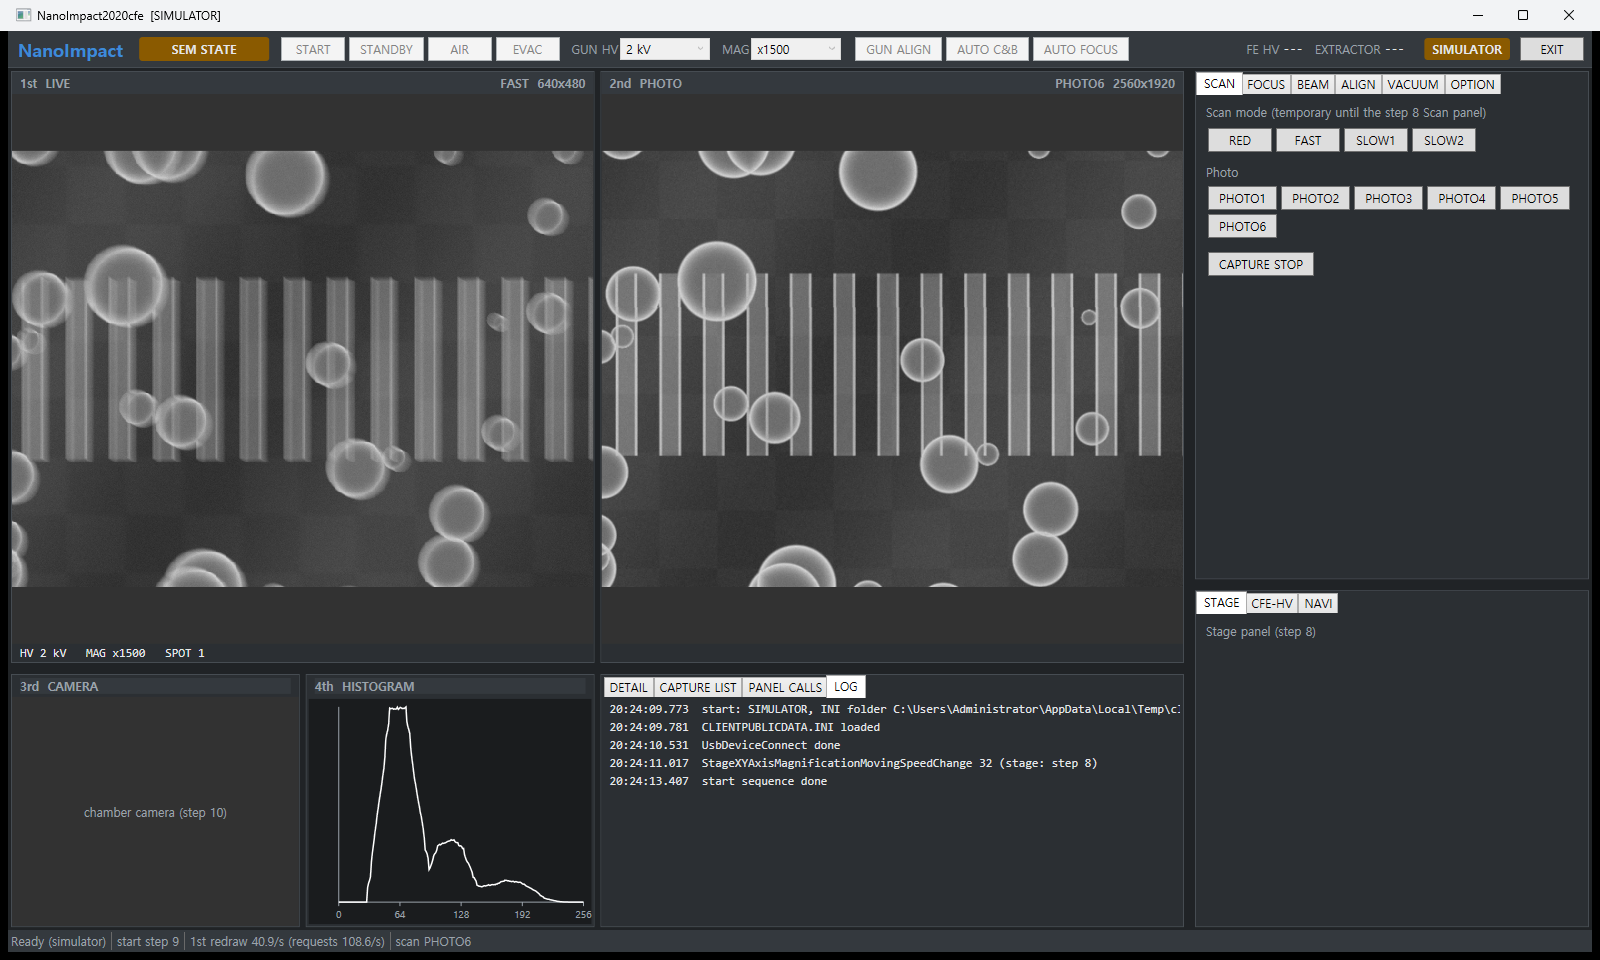 NanoImpact2020cfe  [SIMULATOR]
NanoImpact SEM STATE START STANDBY AIR EVAC GUN HV 2 kV MAG x1500 GUN ALIGN AUTO C&B AUTO FOCUS FE HV --- EXTRACTOR --- SIMULATOR EXIT
1st LIVE FAST 640x480
2nd PHOTO PHOTO6 2560x1920
HV 2 kV MAG x1500 SPOT 1
SCAN FOCUS BEAM ALIGN VACUUM OPTION
Scan mode (temporary until the step 8 Scan panel)
RED FAST SLOW1 SLOW2
Photo
PHOTO1 PHOTO2 PHOTO3 PHOTO4 PHOTO5
PHOTO6
CAPTURE STOP
STAGE CFE-HV NAVI
Stage panel (step 8)
3rd CAMERA
chamber camera (step 10)
4th HISTOGRAM
0 64 128 192 256
DETAIL CAPTURE LIST PANEL CALLS LOG
20:24:09.773 start: SIMULATOR, INI folder C:\Users\Administrator\AppData\Local\Temp\c
20:24:09.781 CLIENTPUBLICDATA.INI loaded
20:24:10.531 UsbDeviceConnect done
20:24:11.017 StageXYAxisMagnificationMovingSpeedChange 32 (stage: step 8)
20:24:13.407 start sequence done
Ready (simulator) start step 9 1st redraw 40.9/s (requests 108.6/s) scan PHOTO6